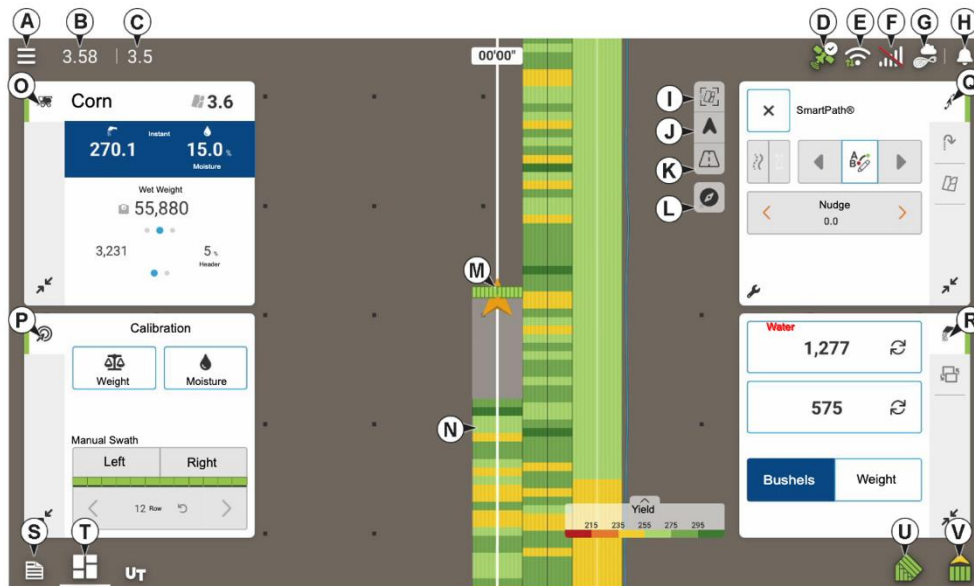 A B C D E F G H
3.58 | 3.5
00'00"
O
Corn 3.6
Instant
270.1 15.0 %
Moisture
Wet Weight
55,880
3,231 5 %
Header
P
Calibration
Weight Moisture
Manual Swath
Left Right
12 Row
I
J
K
L
M
N
Q
SmartPath®
A
B
Nudge
0.0
R
Water
1,277
575
Bushels Weight
Yield
215 235 255 275 295
S T U V
UT